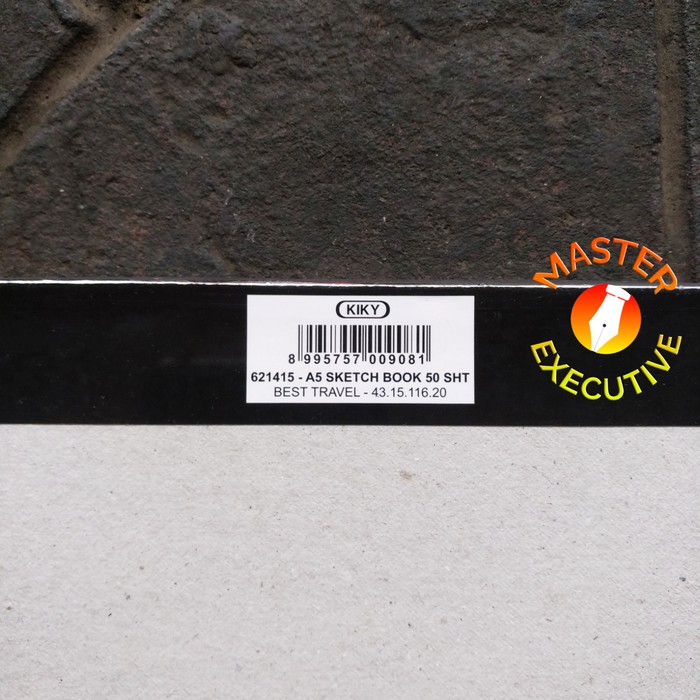 KIKY
8 995757 009081
621415 - A5 SKETCH BOOK 50 SHT
BEST TRAVEL - 43.15.116.20
MASTER
EXECUTIVE